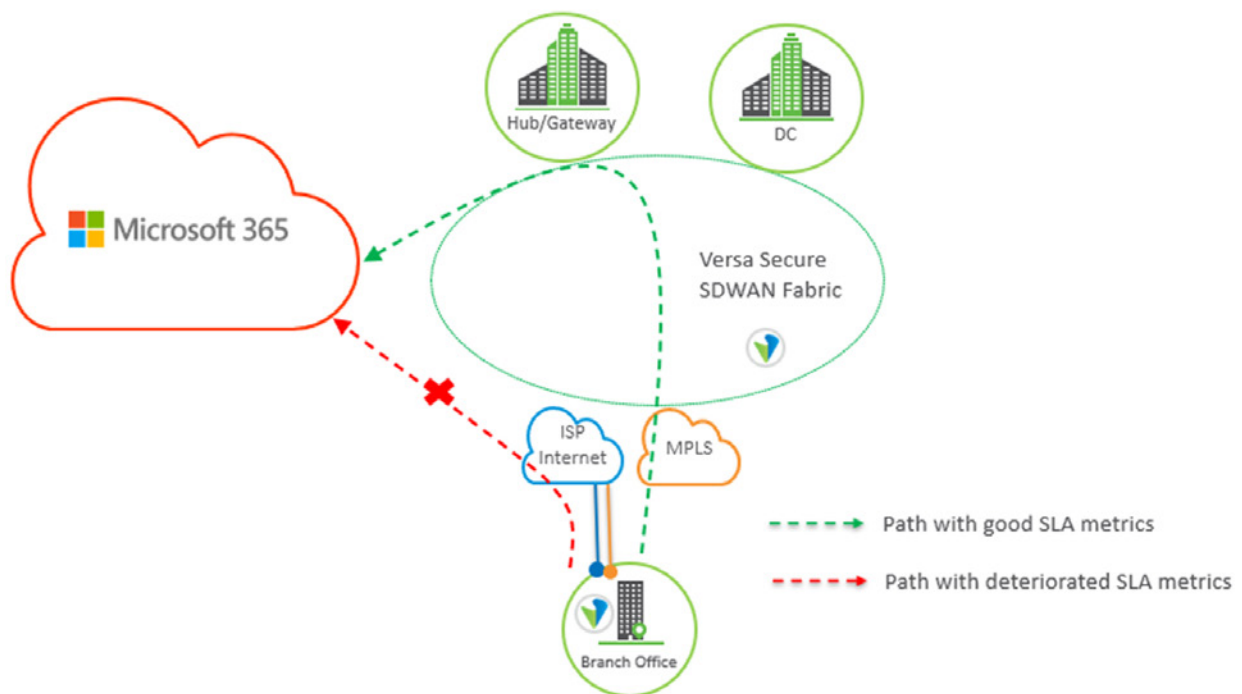 Hub/Gateway
DC
Microsoft 365
Versa Secure
SDWAN Fabric
ISP
Internet
MPLS
Path with good SLA metrics
Path with deteriorated SLA metrics
Branch Office